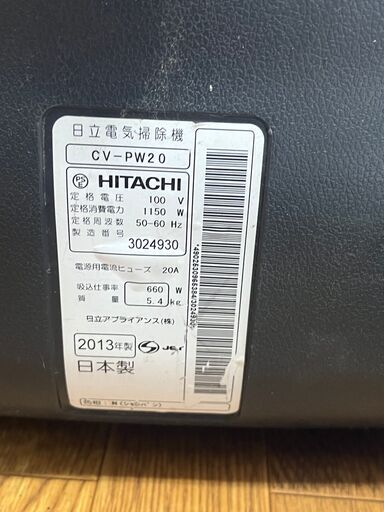 日立電気掃除機
CV-PW20
PS E HITACHI
定格電圧 100 V
定格消費電力 1150 W
定格周波数 50-60 Hz
製造番号
3024930
電源用電流ヒューズ 20A
吸込仕事率 660 W
質量 5.4 kg
日立アプライアンス(株)
2013年製 S JET
日本製